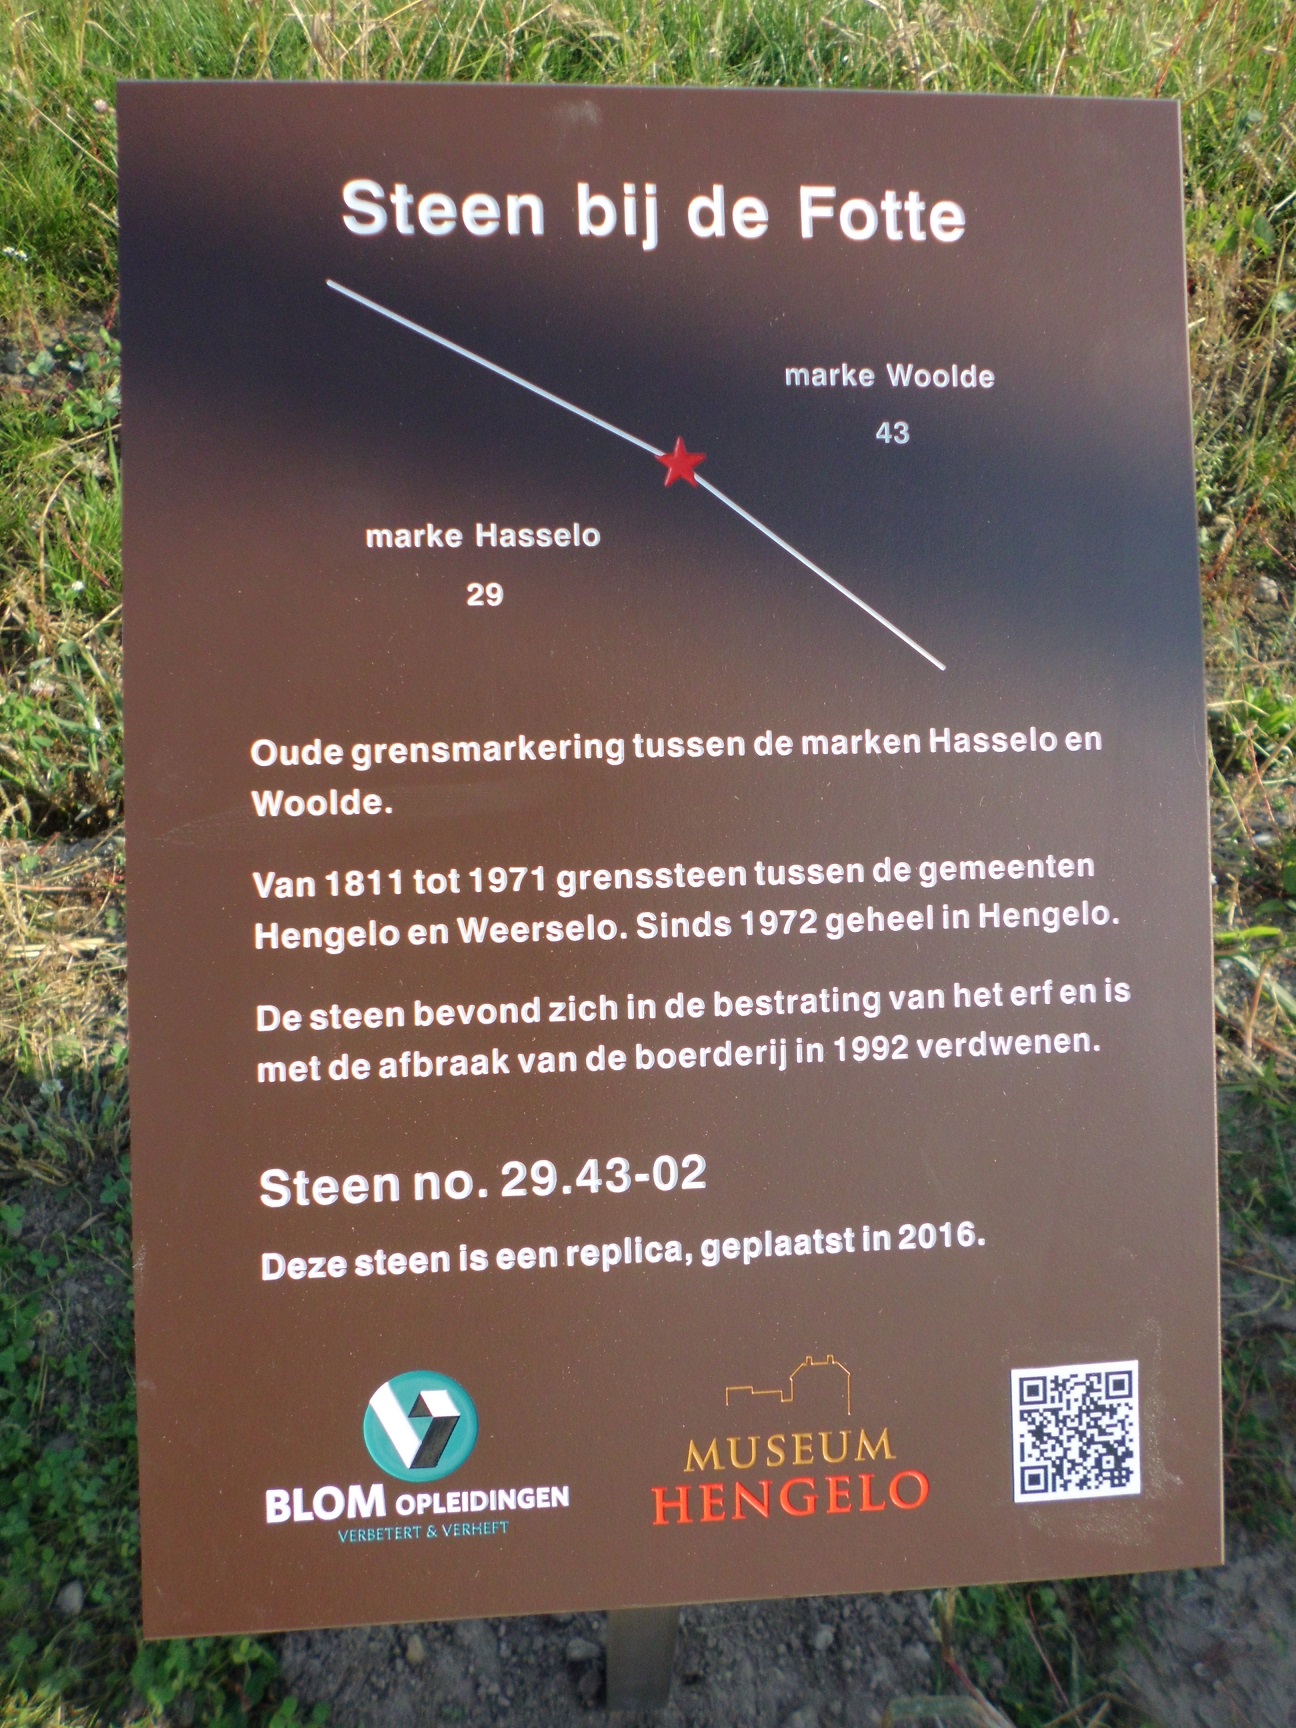 Steen bij de Fotte
marke Woolde
43
marke Hasselo
29
Oude grensmarkering tussen de marken Hasselo en
Woolde.
Van 1811 tot 1971 grenssteen tussen de gemeenten
Hengelo en Weerselo. Sinds 1972 geheel in Hengelo.
De steen bevond zich in de bestrating van het erf en is
met de afbraak van de boerderij in 1992 verdwenen.
Steen no. 29.43-02
Deze steen is een replica, geplaatst in 2016.
BLOM OPLEIDINGEN
VERBETERT & VERHEFT
MUSEUM
HENGELO